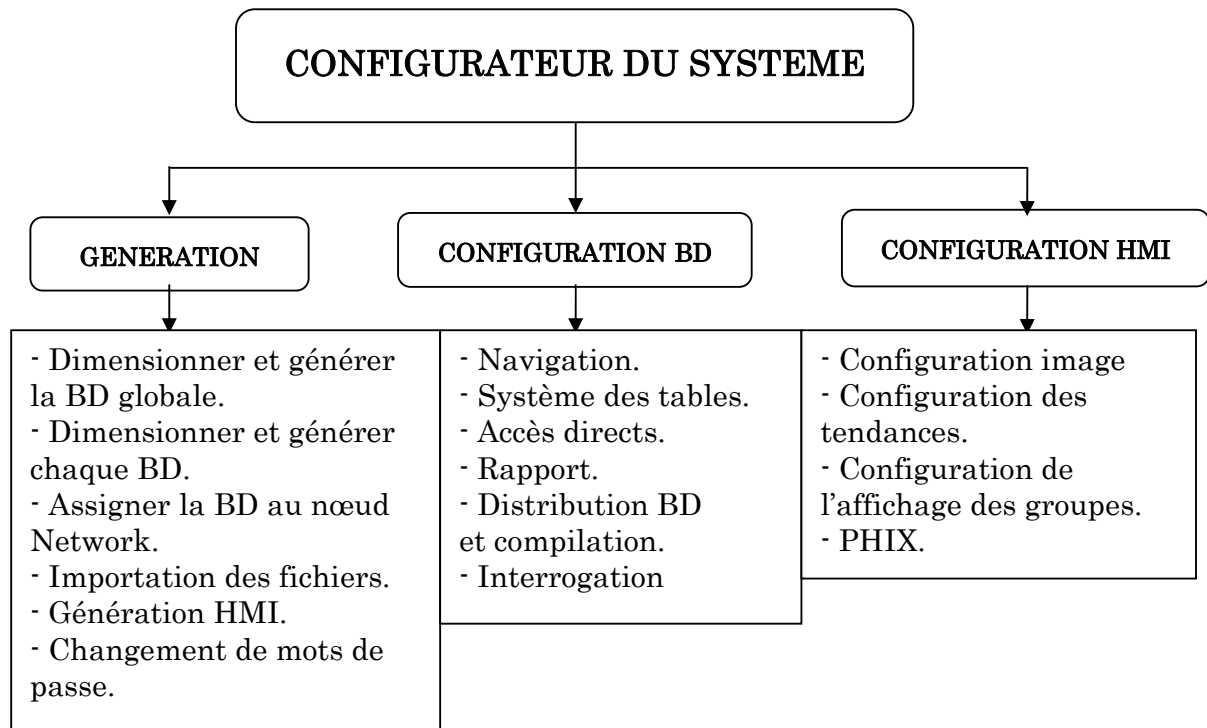 CONFIGURATEUR DU SYSTEME
GENERATION
CONFIGURATION BD
CONFIGURATION HMI
- Dimensionner et générer
la BD globale.
- Dimensionner et générer
chaque BD.
- Assigner la BD au nœud
Network.
- Importation des fichiers.
- Génération HMI.
- Changement de mots de
passe.
- Navigation.
- Système des tables.
- Accès directs.
- Rapport.
- Distribution BD
et compilation.
- Interrogation
- Configuration image
- Configuration des
tendances.
- Configuration de
l'affichage des groupes.
- PHIX.